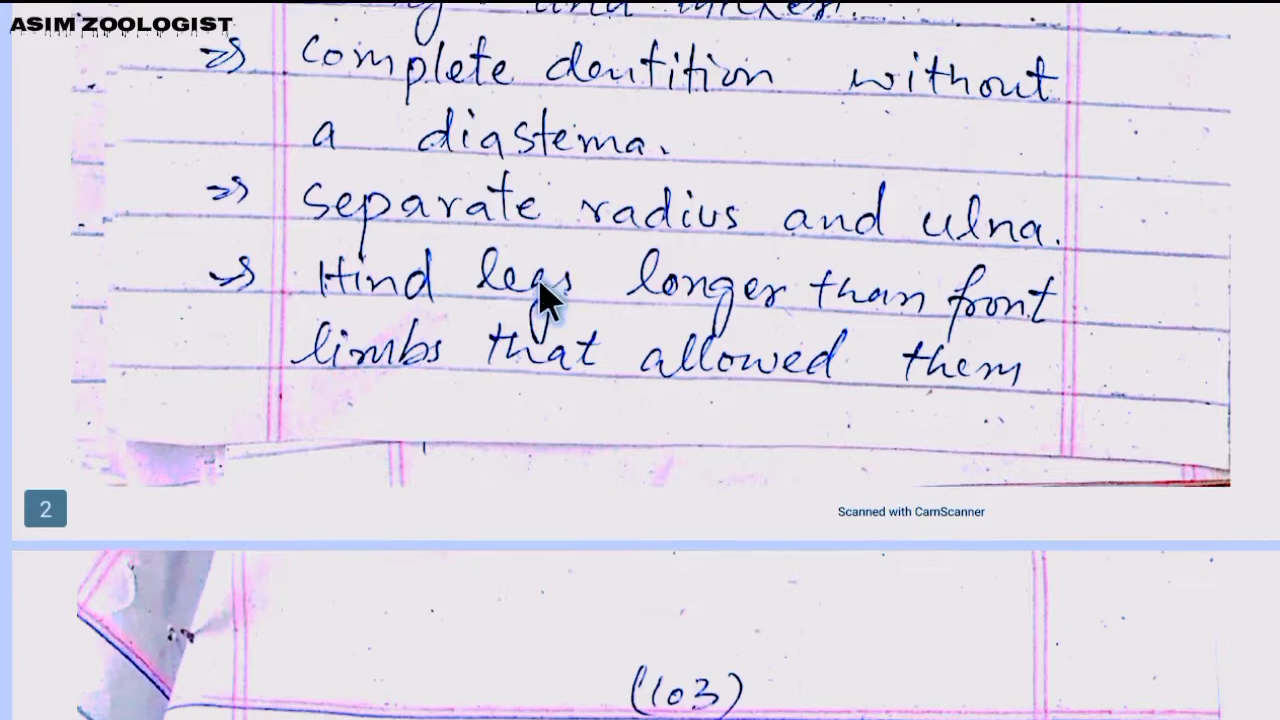 ASIM ZOOLOGIST
and
⇒ complete dentition without
a diastema.
⇒ separate radius and ulna.
⇒ Hind legs longer than front
limbs that allowed them
2
Scanned with CamScanner
(103)